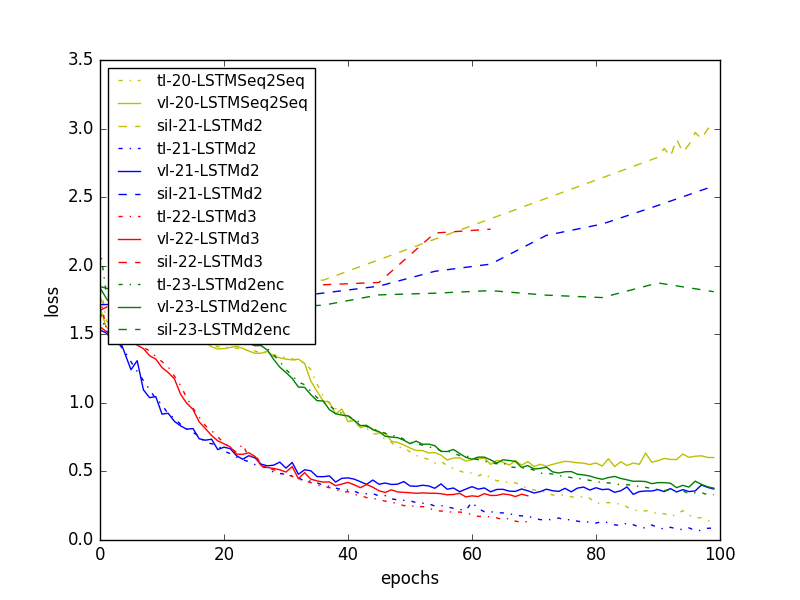 3.5
3.0
2.5
2.0
1.5
1.0
0.5
0.0
loss
tl-20-LSTMSeq2Seq
vl-20-LSTMSeq2Seq
sil-21-LSTMd2
tl-21-LSTMd2
vl-21-LSTMd2
sil-21-LSTMd2
tl-22-LSTMd3
vl-22-LSTMd3
sil-22-LSTMd3
tl-23-LSTMd2enc
vl-23-LSTMd2enc
sil-23-LSTMd2enc
0 20 40 60 80 100
epochs